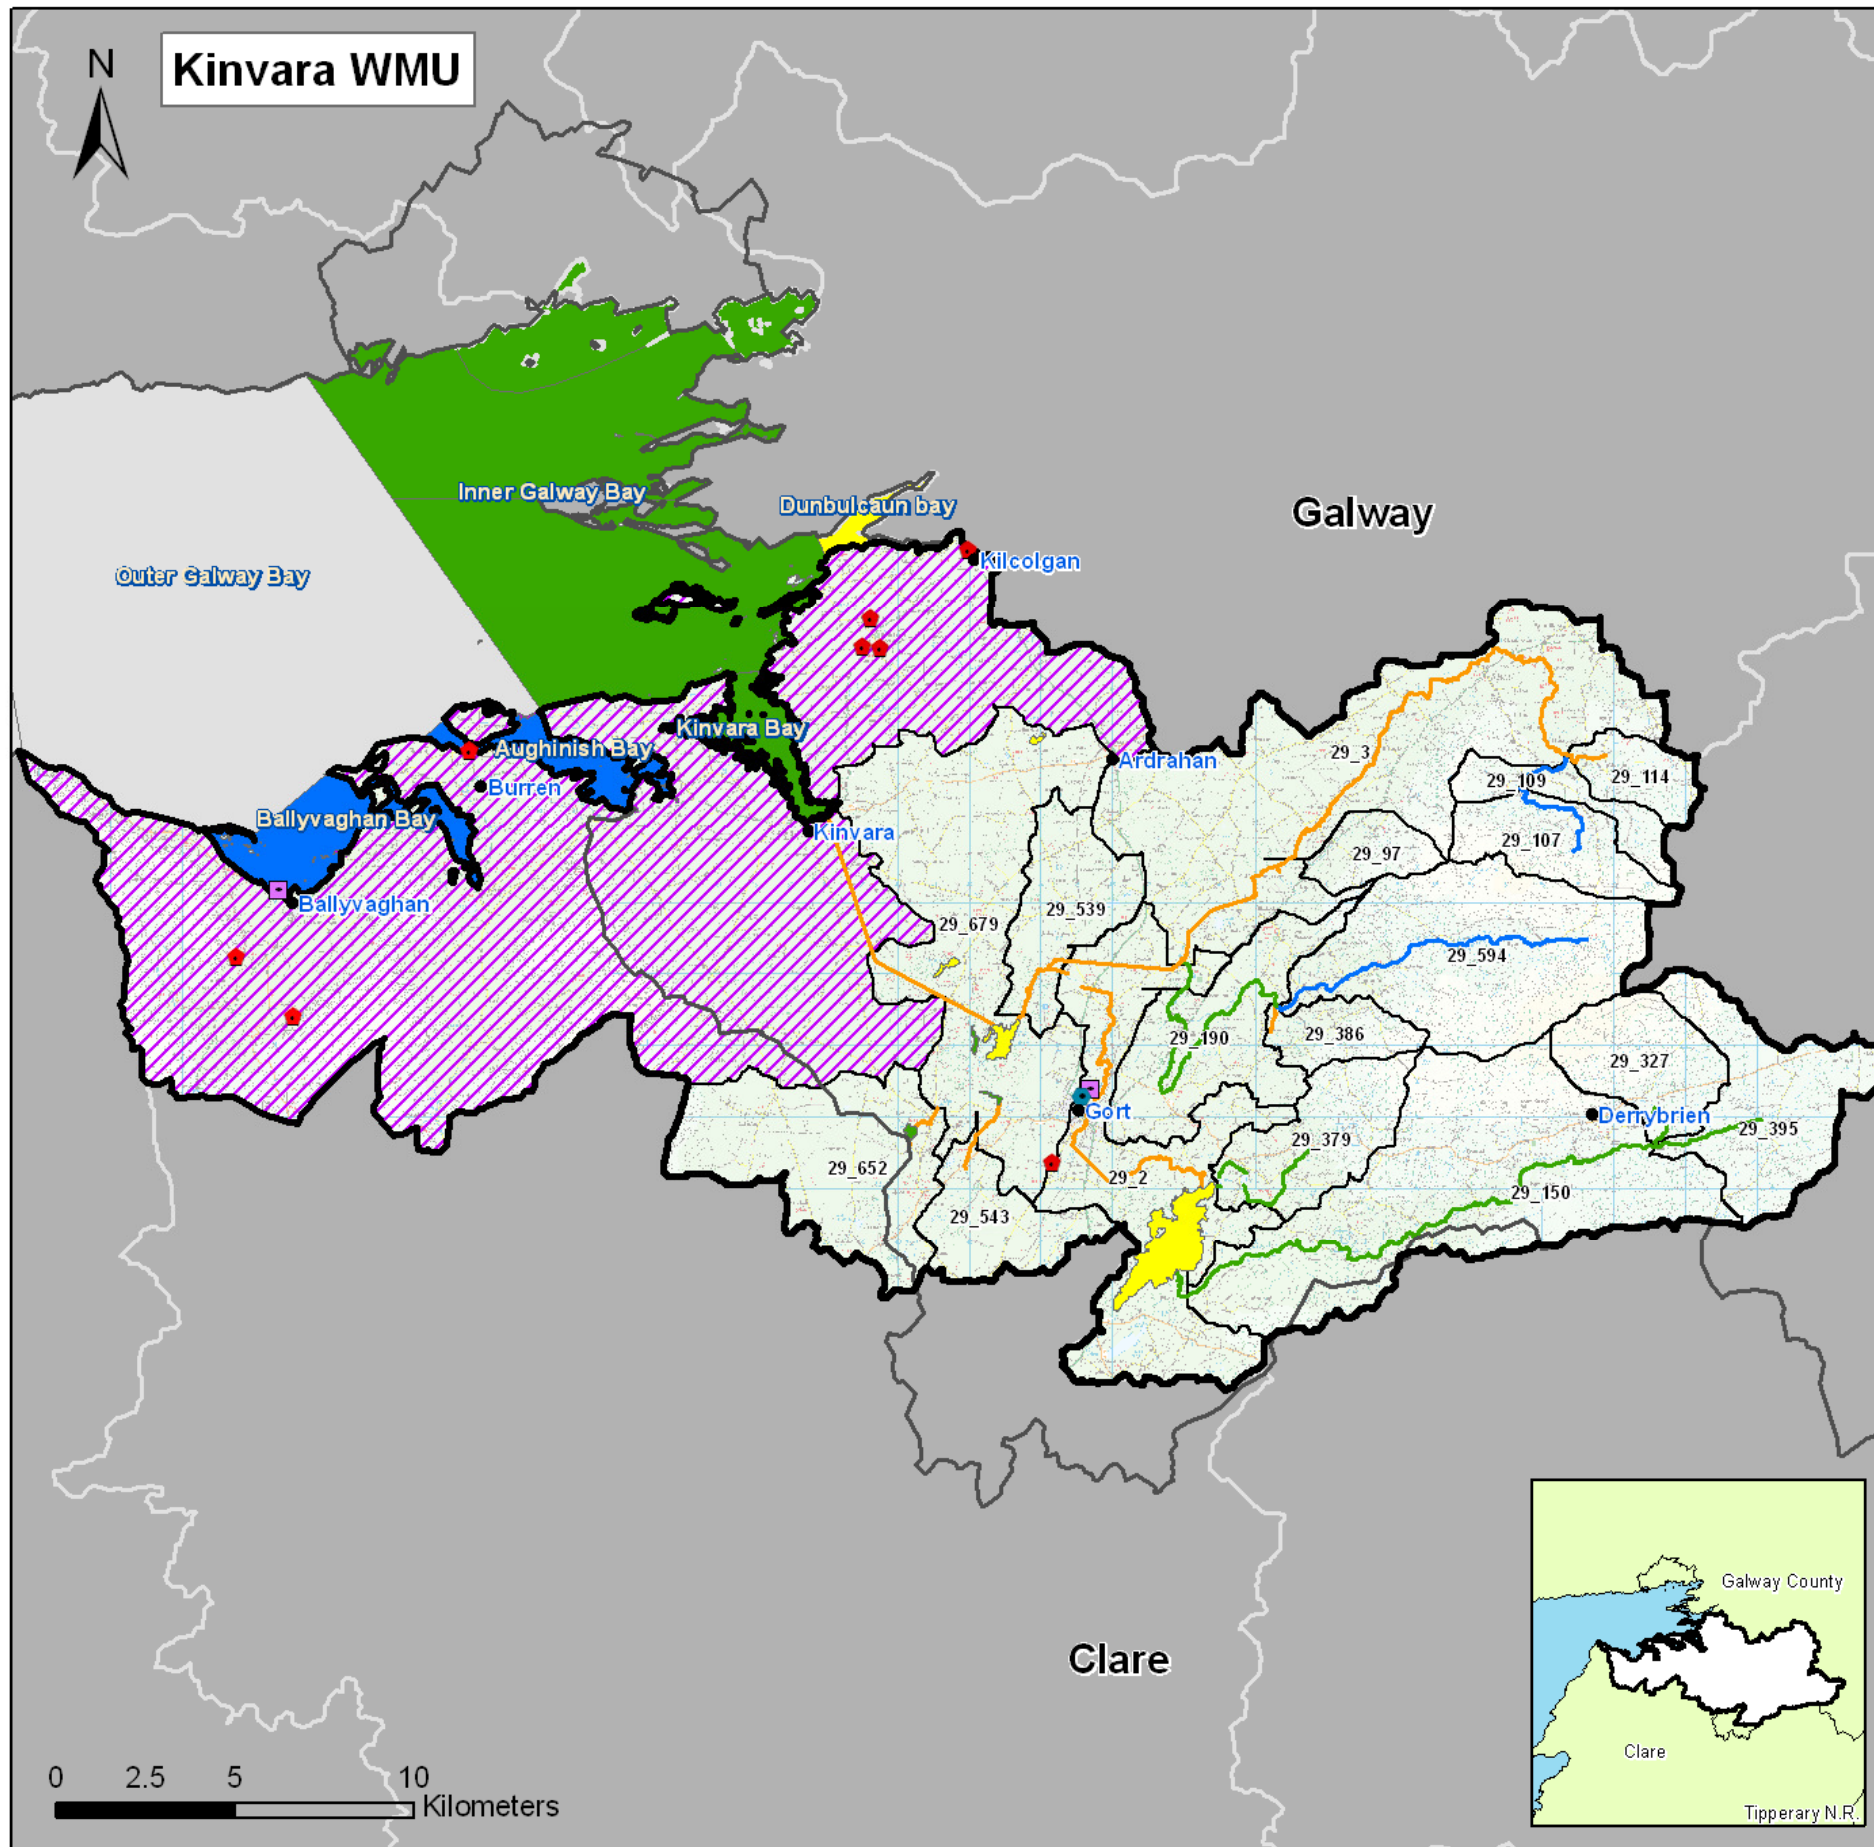 N
Kinvara WMU
Inner Galway Bay
Dunbulcaun bay
Galway
Kilcolgan
Outer Galway Bay
Kinvara Bay
Aughinish Bay
Ardrahan
29_3
29_109
29_114
Burren
Ballyvaghan Bay
Kinvara
29_107
29_97
Ballyvaghan
29_679
29_539
29_594
29_190
29_386
29_327
Gort
Derrybrien
29_395
29_379
29_652
29_2
29_150
29_543
Galway County
Clare
Clare
0 2.5 5 10
Kilometers
Tipperary N.R.